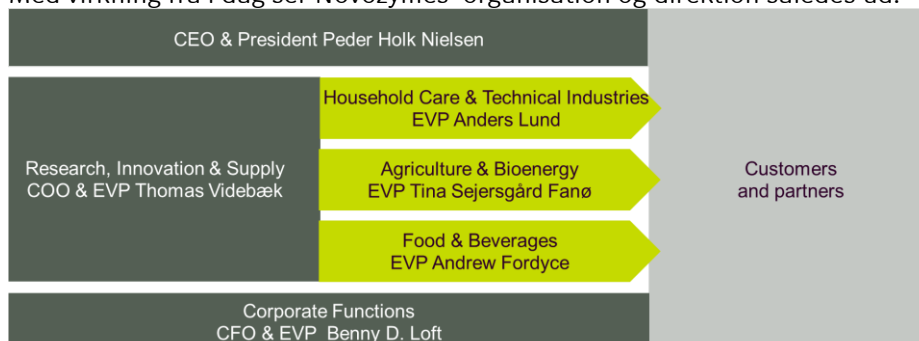 Med virkning fra i dag ser Novozymes' organisation og direktion således ud:
CEO & President Peder Holk Nielsen
Household Care & Technical Industries
EVP Anders Lund
Research, Innovation & Supply
COO & EVP Thomas Videbæk
Agriculture & Bioenergy
EVP Tina Sejersgård Fanø
Customers
and partners
Food & Beverages
EVP Andrew Fordyce
Corporate Functions
CFO & EVP Benny D. Loft